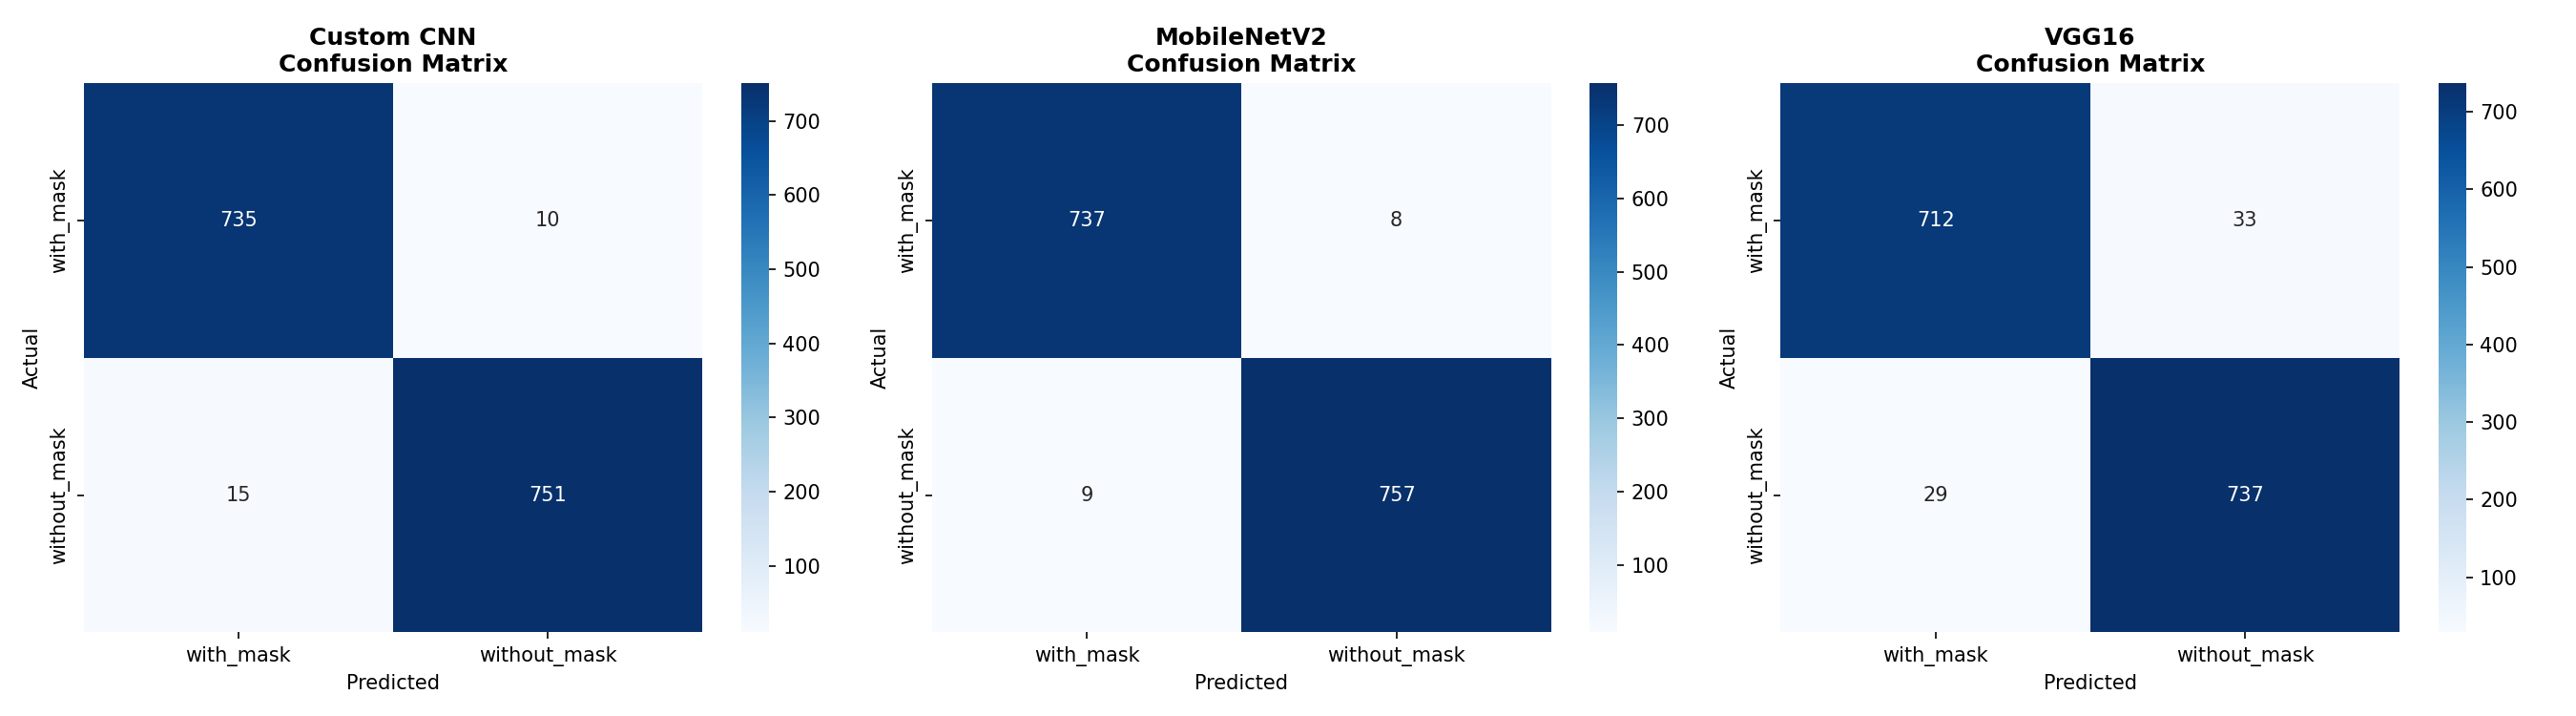 Custom CNN
Confusion Matrix
with_mask
without_mask
Actual
735
10
15
751
with_mask
without_mask
Predicted
700
600
500
400
300
200
100
MobileNetV2
Confusion Matrix
with_mask
without_mask
Actual
737
8
9
757
with_mask
without_mask
Predicted
700
600
500
400
300
200
100
VGG16
Confusion Matrix
with_mask
without_mask
Actual
712
33
29
737
with_mask
without_mask
Predicted
700
600
500
400
300
200
100